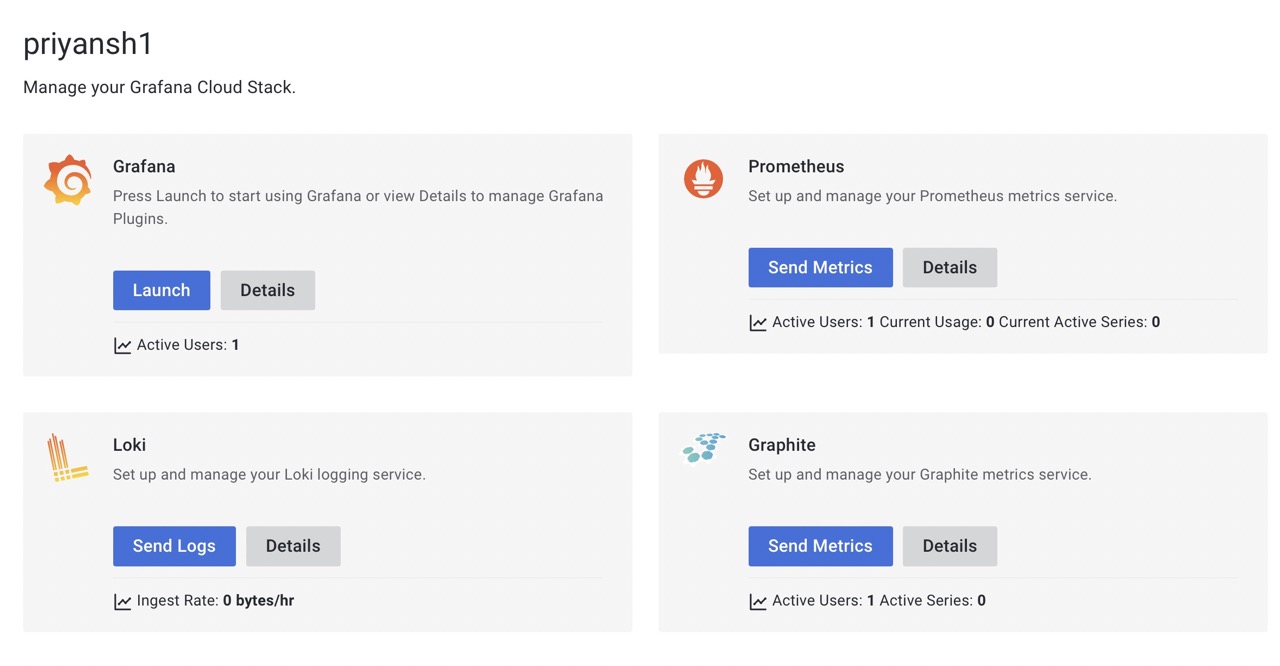 priyansh1
Manage your Grafana Cloud Stack.
Grafana
Press Launch to start using Grafana or view Details to manage Grafana
Plugins.
Launch
Details
Active Users: 1
Prometheus
Set up and manage your Prometheus metrics service.
Send Metrics
Details
Active Users: 1 Current Usage: 0 Current Active Series: 0
Loki
Set up and manage your Loki logging service.
Send Logs
Details
Ingest Rate: 0 bytes/hr
Graphite
Set up and manage your Graphite metrics service.
Send Metrics
Details
Active Users: 1 Active Series: 0